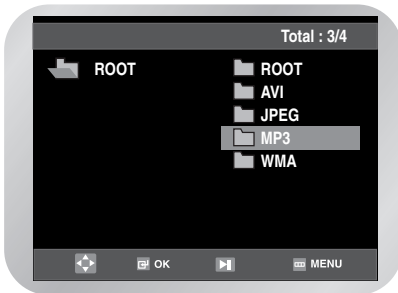 Total : 3/4
ROOT
ROOT
AVI
JPEG
MP3
WMA
OK
MENU